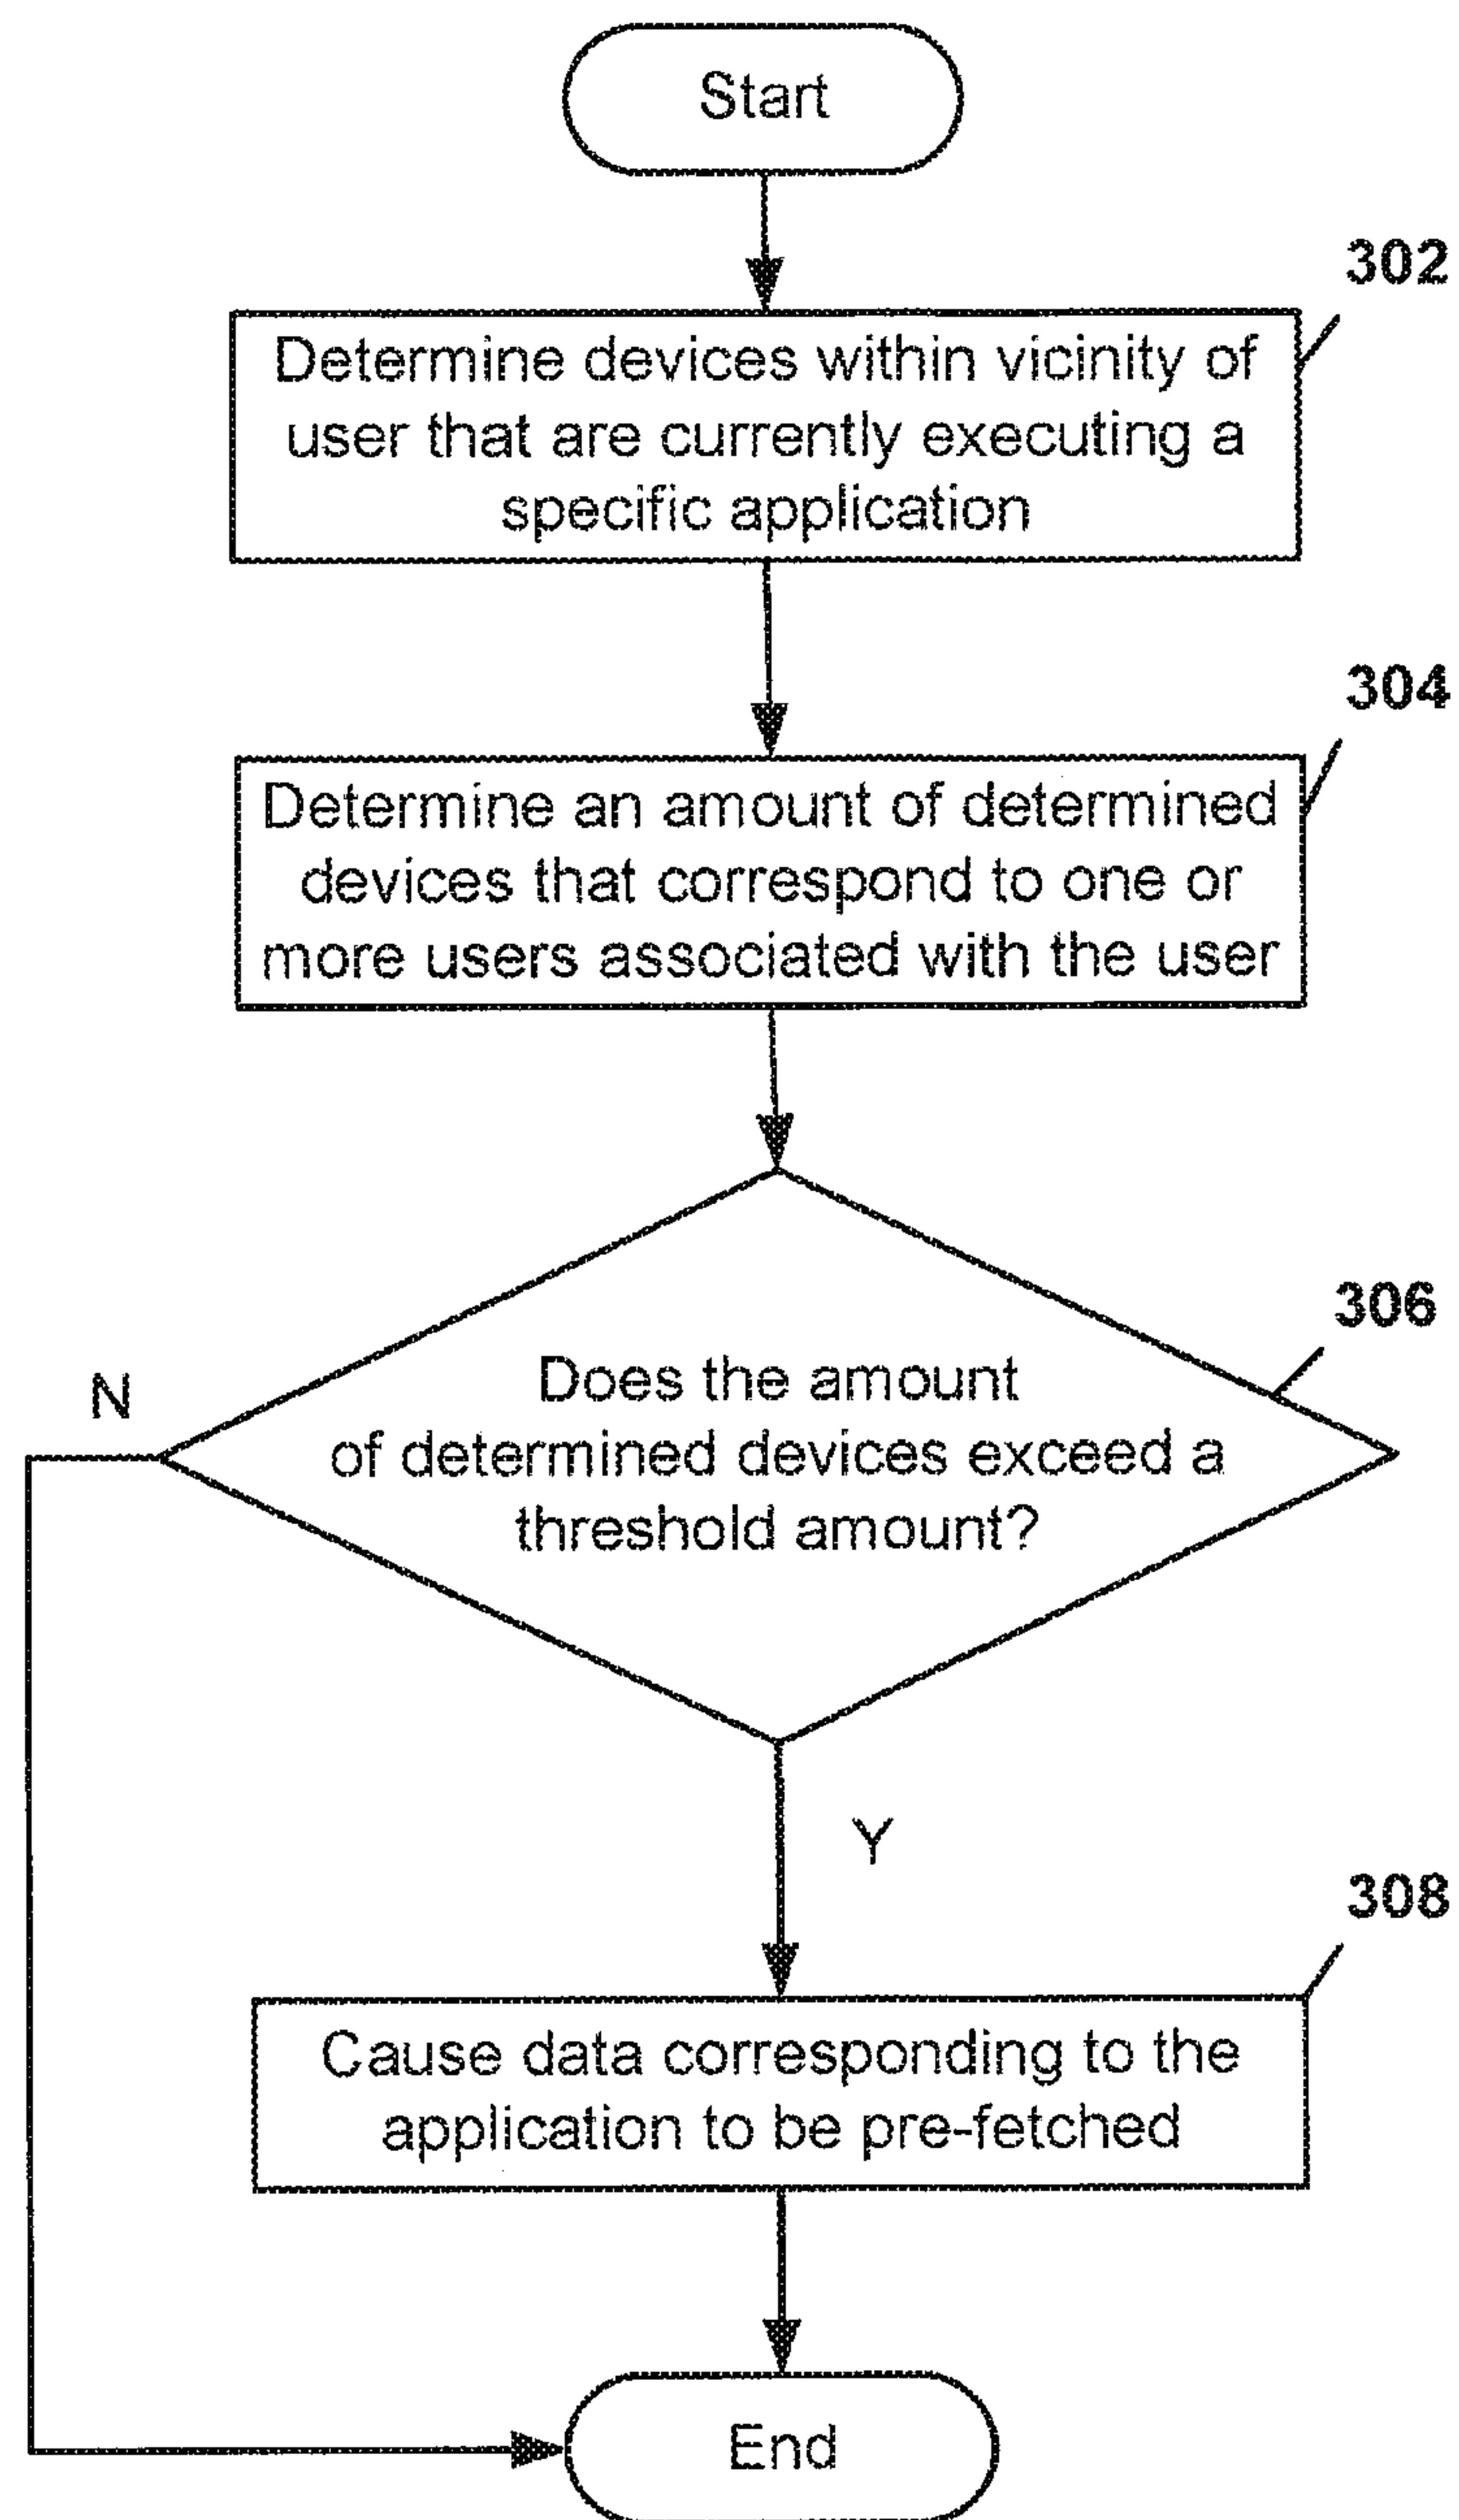 Start
302
Determine devices within vicinity of
user that are currently executing a
specific application
304
Determine an amount of determined
devices that correspond to one or
more users associated with the user
306
Does the amount
of determined devices exceed a
threshold amount?
N
Y
308
Cause data corresponding to the
application to be pre-fetched
End